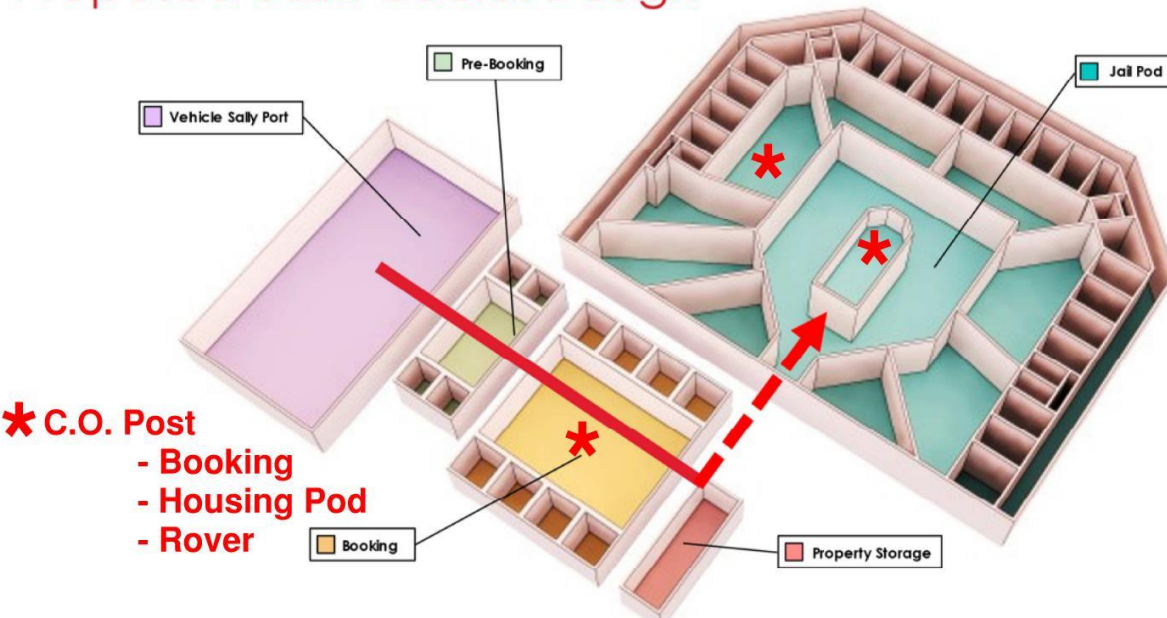 Pre-Booking
Jail Pod
Vehicle Sally Port
* C.O. Post
- Booking
- Housing Pod
- Rover
Booking
Property Storage